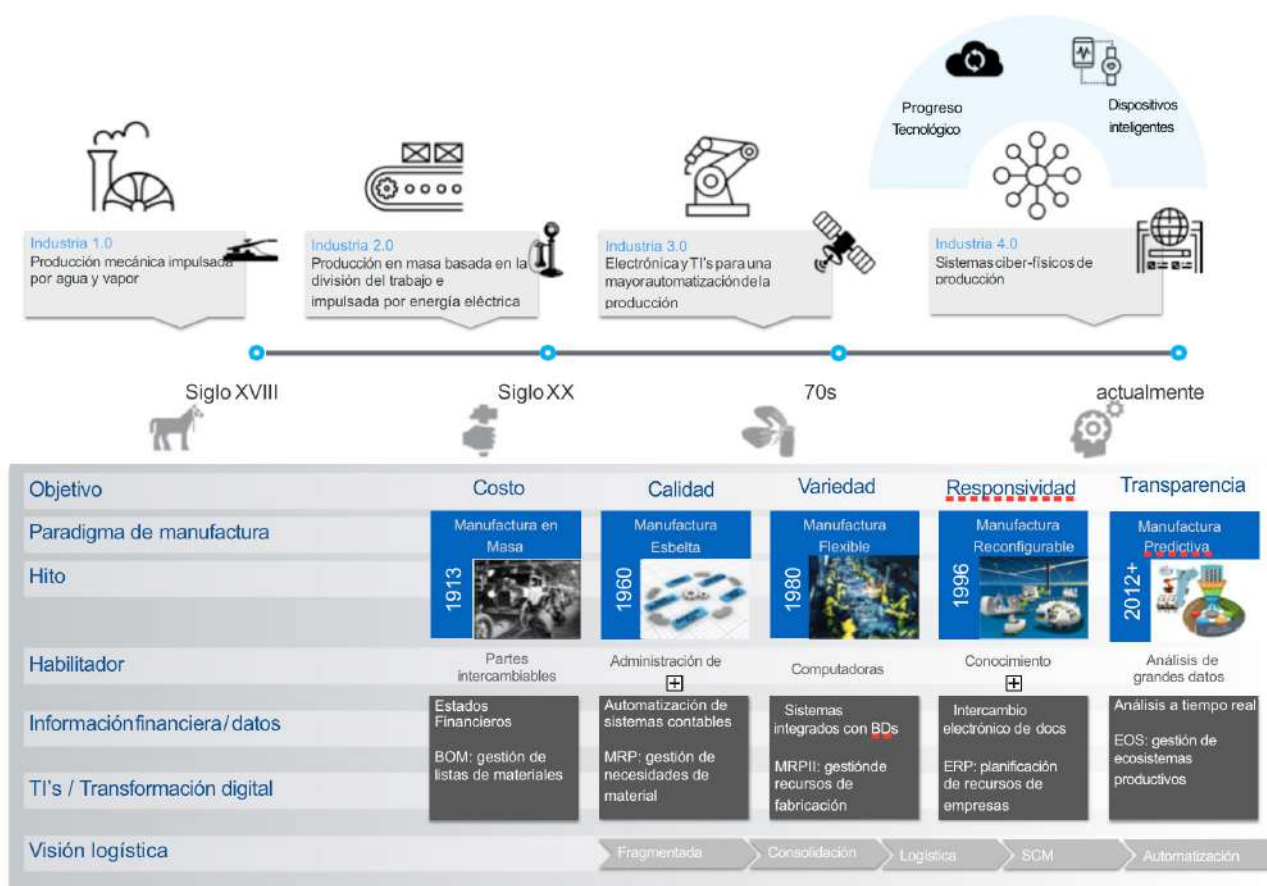 Progreso
Tecnológico
Dispositivos
inteligentes
Industria 1.0
Producción mecánica impulsada
por agua y vapor
Industria 2.0
Producción en masa basada en la
división del trabajo e
impulsada por energía eléctrica
Industria 3.0
Electrónica y TI's para una
mayorautomatizacióndela
producción
Industria 4.0
Sistemas ciber-físicos de
producción
Siglo XVIII
Siglo XX
70s
actualmente
Objetivo
Costo
Calidad
Variedad
Responsividad
Transparencia
Paradigma de manufactura
Manufactura en
Masa
Manufactura
Esbelta
Manufactura
Flexible
Manufactura
Reconfigurable
Manufactura
Predictiva
Hito
1913
1960
1980
1996
2012+
Habilitador
Partes
intercambiables
Administración de
Computadoras
Conocimiento
Análisis de
grandes datos
Información financiera/datos
Estados
Financieros
BOM: gestión de
listas de materiales
Automatización de
sistemas contables
MRP: gestión de
necesidades de
material
Sistemas
integrados con BDs
MRPII: gestiónde
recursos de
fabricación
Intercambio
electrónico de docs
ERP: planificación
de recursos de
empresas
Análisis a tiempo real
EOS: gestión de
ecosistemas
productivos
TI's / Transformación digital
Visión logística
Fragmentada
Consolidación
Logística
SCM
Automatización